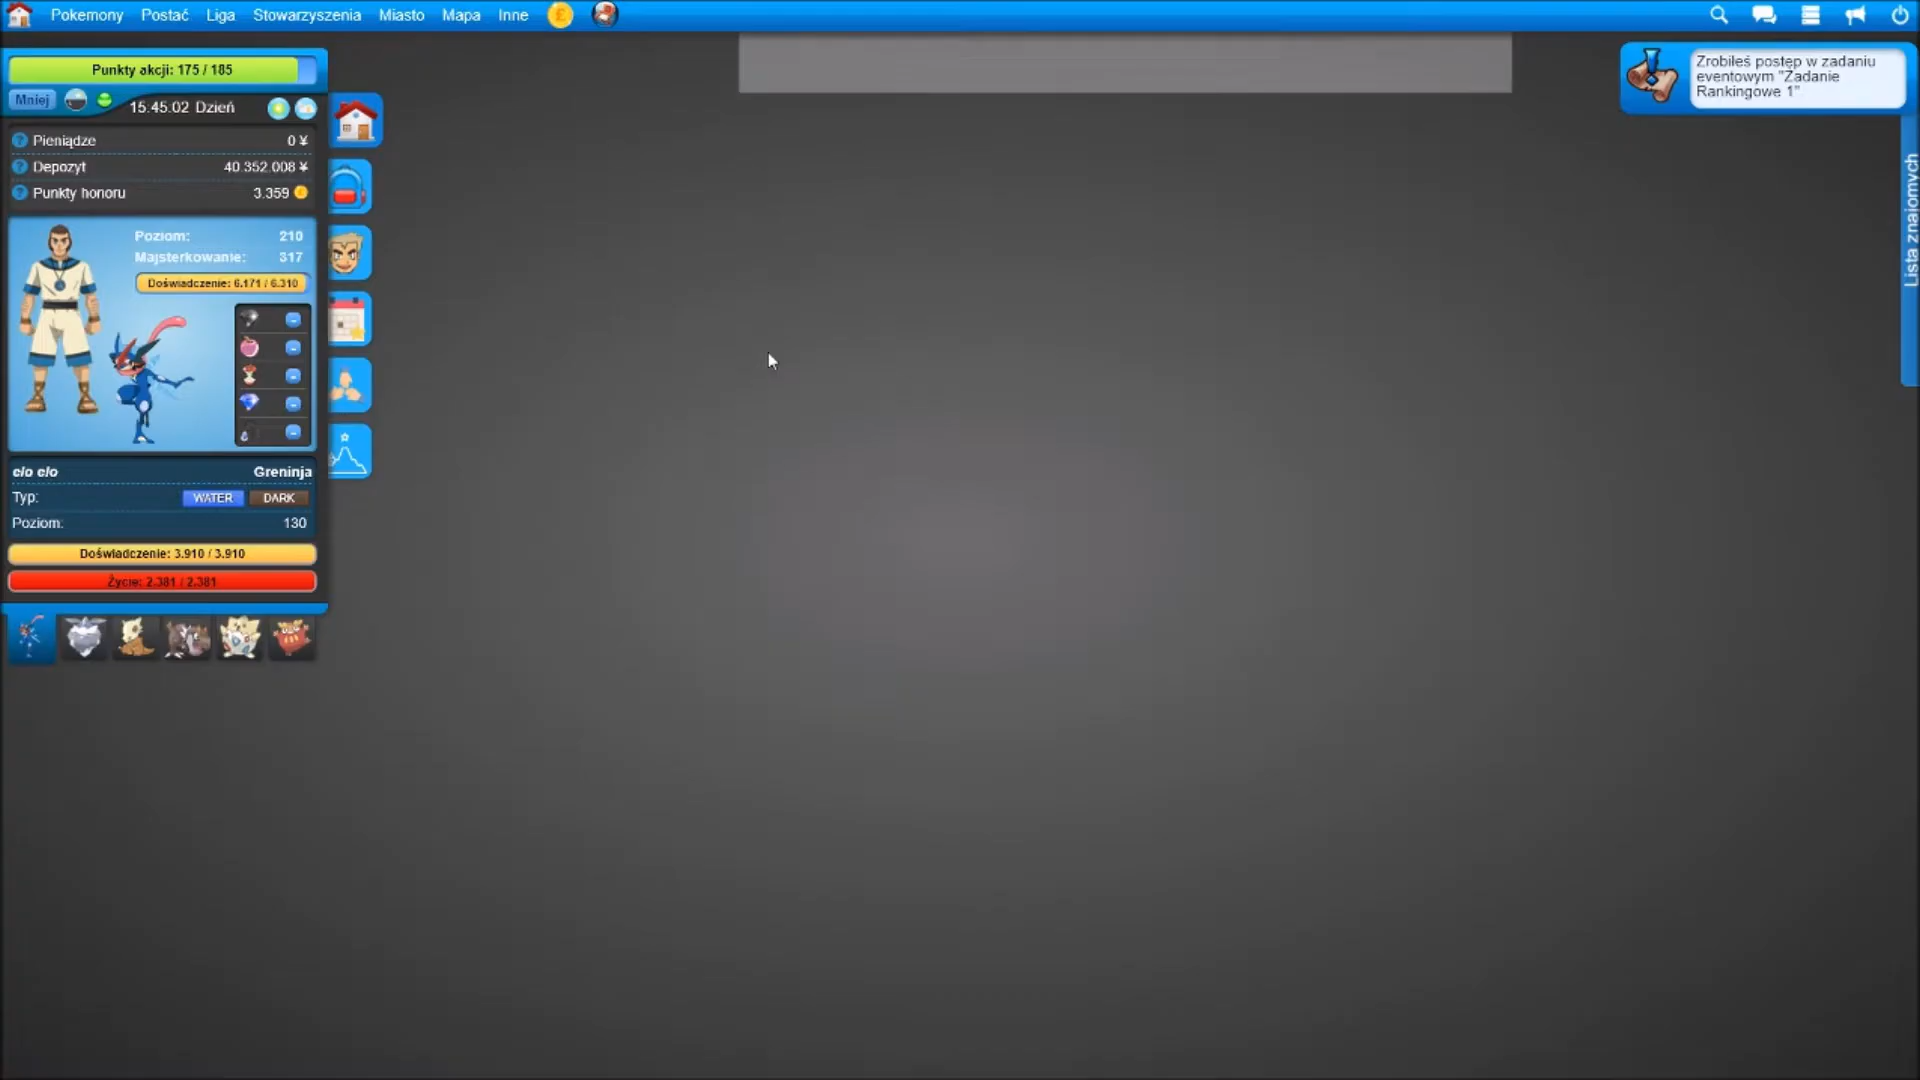 Pokemony Postać Liga Stowarzyszenia Miasto Mapa Inne
Punkty akcji: 175 / 185
Mniej
15:45:02 Dzień
Pieniądze 0 ¥
Depozyt 40.352.008 ¥
Punkty honoru 3.359
Poziom: 210
Majsterkowanie: 317
Doświadczenie: 6.171 / 6.310
elo elo Greninja
Typ: WATER DARK
Poziom: 130
Doświadczenie: 3.910 / 3.910
Życie: 2.381 / 2.381
Zrobiłeś postęp w zadaniu
eventowym "Zadanie
Rankingowe 1"
Lista znajomych